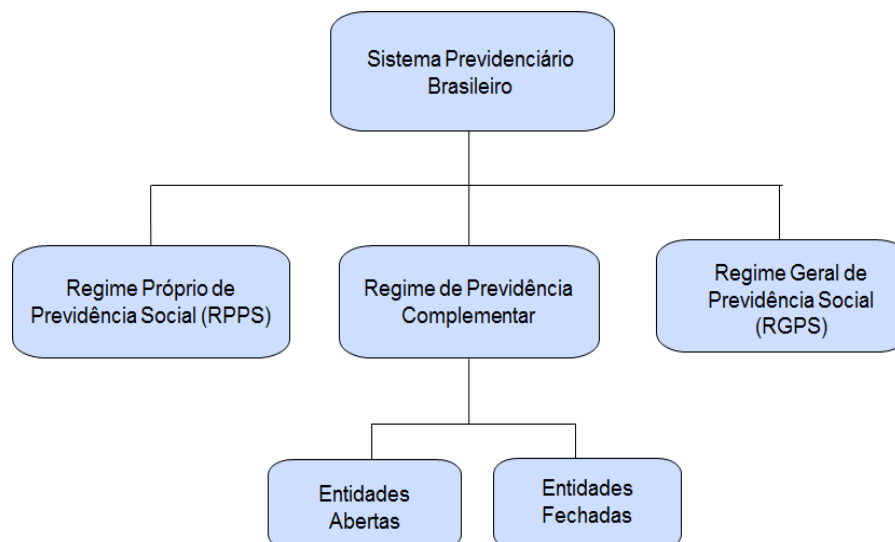 Sistema Previdenciário
Brasileiro
Regime Próprio de
Previdência Social (RPPS)
Regime de Previdência
Complementar
Regime Geral de
Previdência Social
(RGPS)
Entidades
Abertas
Entidades
Fechadas